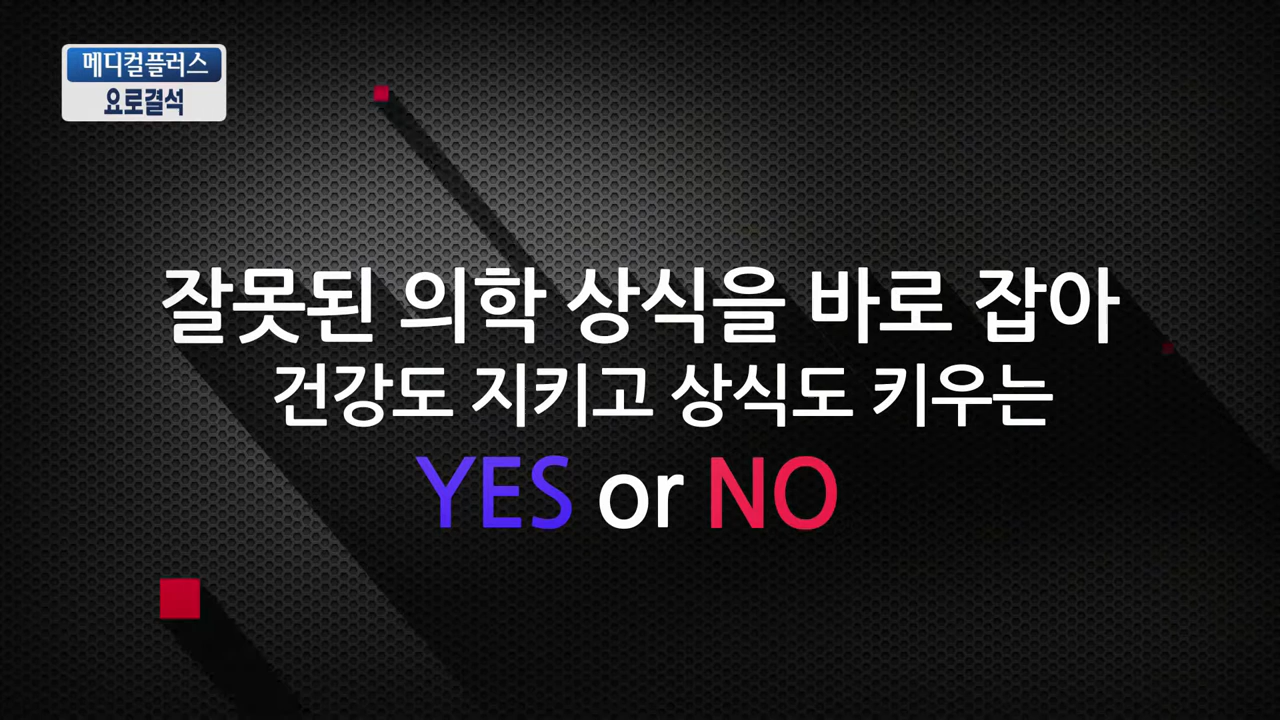 메디컬플러스
요로결석
잘못된 의학 상식을 바로 잡아
건강도 지키고 상식도 키우는
YES or NO